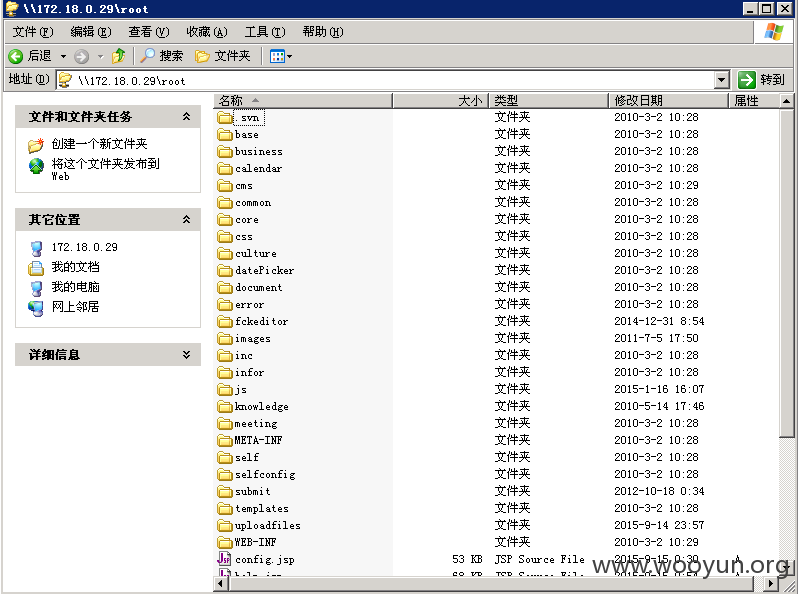 \\172.18.0.29\root
文件(F) 编辑(E) 查看(V) 收藏(A) 工具(T) 帮助(H)
后退 搜索 文件夹
地址(D) \\172.18.0.29\root 转到
文件和文件夹任务
创建一个新文件夹
将这个文件夹发布到
Web
其它位置
172.18.0.29
我的文档
我的电脑
网上邻居
详细信息
名称 大小 类型 修改日期 属性
.svn 文件夹 2010-3-2 10:28
base 文件夹 2010-3-2 10:28
business 文件夹 2010-3-2 10:28
calendar 文件夹 2010-3-2 10:28
cms 文件夹 2010-3-2 10:29
common 文件夹 2010-3-2 10:28
core 文件夹 2010-3-2 10:28
css 文件夹 2010-3-2 10:28
culture 文件夹 2010-3-2 10:28
datePicker 文件夹 2010-3-2 10:28
document 文件夹 2010-3-2 10:28
error 文件夹 2010-3-2 10:28
fckeditor 文件夹 2014-12-31 8:54
images 文件夹 2011-7-5 17:50
inc 文件夹 2010-3-2 10:28
infor 文件夹 2010-3-2 10:28
js 文件夹 2015-1-16 16:07
knowledge 文件夹 2010-5-14 17:46
meeting 文件夹 2010-3-2 10:28
META-INF 文件夹 2010-3-2 10:28
self 文件夹 2010-3-2 10:28
selfconfig 文件夹 2010-3-2 10:28
submit 文件夹 2012-10-18 0:34
templates 文件夹 2010-3-2 10:28
uploadfiles 文件夹 2015-9-14 23:57
WEB-INF 文件夹 2010-3-2 10:29
config.jsp 53 KB JSP Source File 2015-9-15 0:30 A
www.wooyun.org